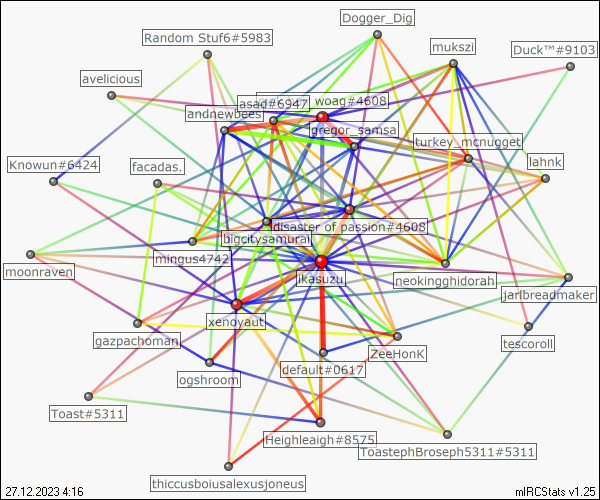 Dogger_Dig
Random Stuf6#5983
mukszi
Duck™#9103
avelicious
asad#6947
woag#4608
andnewbees
gregor_samsa
turkey_mcnugget
lahnk
Knowun#6424
facadas.
disaster of passion#4608
bigcitysamurai
mingus4742
moonraven
ikasuzu
neokingghidorah
jarlbreadmaker
xenoyaut
gazpachoman
tescoroll
ZeeHonK
default#0617
ogshroom
Toast#5311
Heighleaigh#8575
ToastephBroseph5311#5311
thiccusboiusalexusjoneus
27.12.2023 4:16
mIRCStats v1.25